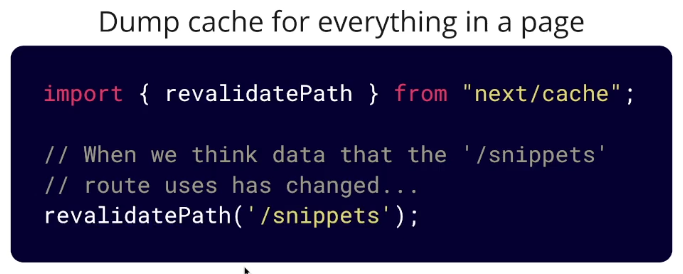 Dump cache for everything in a page
import { revalidatePath } from "next/cache";
// When we think data that the '/snippets'
// route uses has changed...
revalidatePath('/snippets');